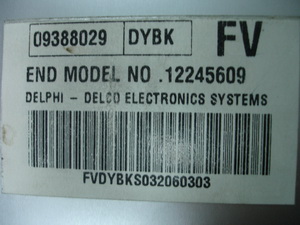 09388029 DYBK FV
END MODEL NO .12245609
DELPHI - DELCO ELECTRONICS SYSTEMS
FVDYBKS032060303